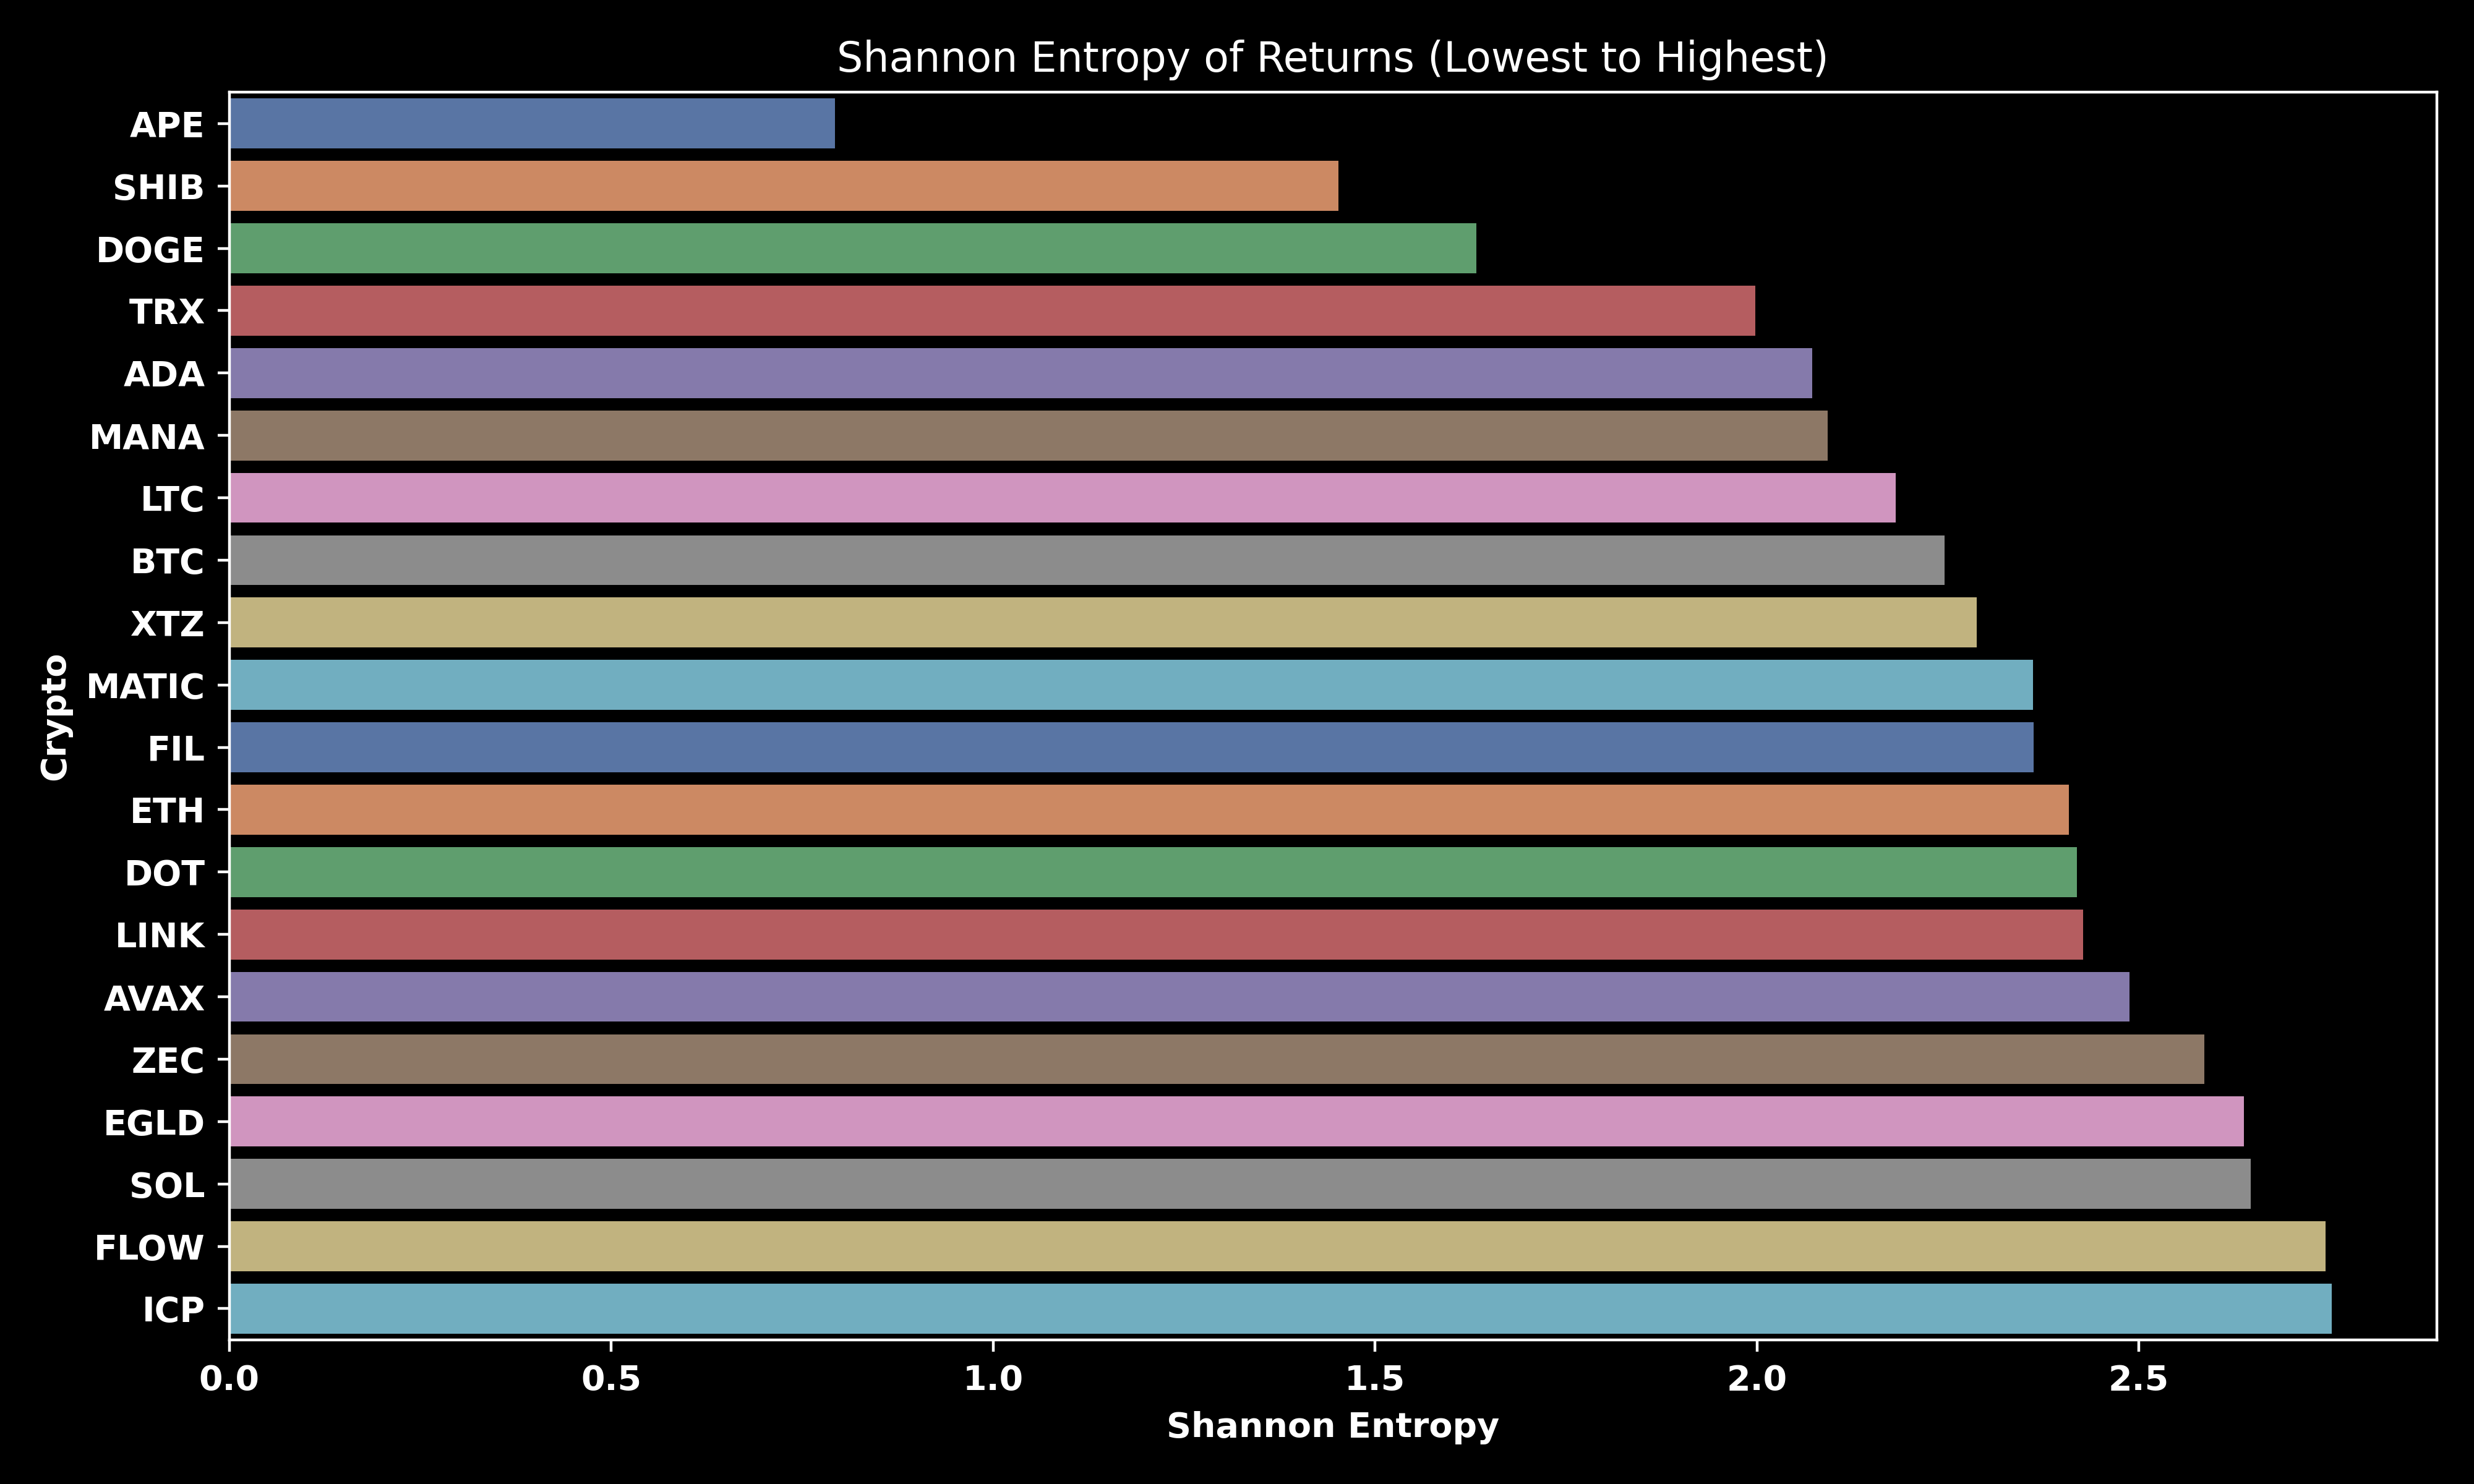 Shannon Entropy of Returns (Lowest to Highest)
APE
SHIB
DOGE
TRX
ADA
MANA
LTC
BTC
XTZ
MATIC
FIL
ETH
DOT
LINK
AVAX
ZEC
EGLD
SOL
FLOW
ICP
Crypto
0.0 0.5 1.0 1.5 2.0 2.5
Shannon Entropy